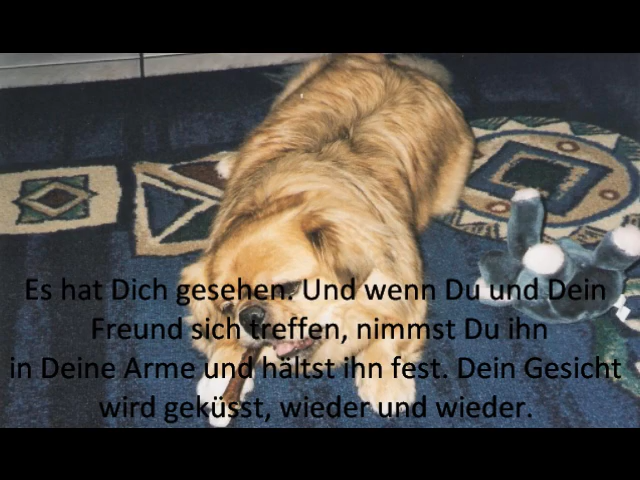 Es hat Dich gesehen. Und wenn Du und Dein
Freund sich treffen, nimmst Du ihn
in Deine Arme und hältst ihn fest. Dein Gesicht
wird geküsst, wieder und wieder.